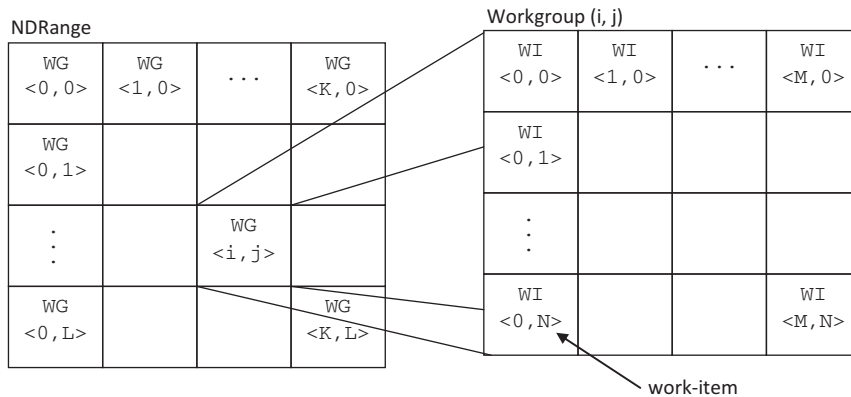 NDRange
WG WG WG
<0,0> <1,0> ... <K,0>
WG
<0,1>
WG
⋮ <i,j>
WG WG
<0,L> <K,L>
Workgroup (i, j)
WI WI WI
<0,0> <1,0> ... <M,0>
WI
<0,1>
⋮
WI WI
<0,N> <M,N>
work-item